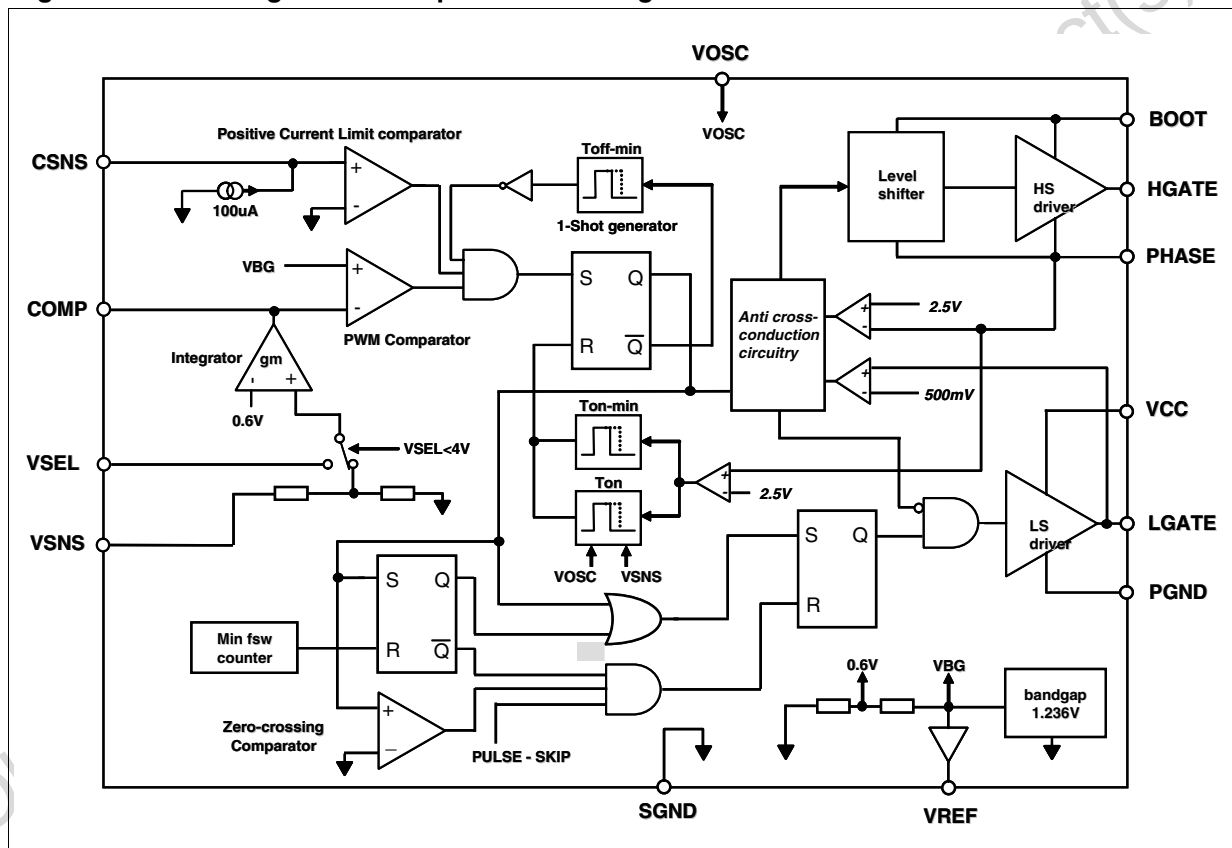 VOSC
VOSC
BOOT
Positive Current Limit comparator
Toff-min
CSNS
+
-
100uA
Level
shifter
HS
driver
HGATE
1-Shot generator
VBG
+
-
S Q
PHASE
COMP
PWM Comparator
R Q
Anti cross-
conduction
circuitry
+
-
2.5V
Integrator
gm
- +
0.6V
+
-
500mV
VCC
Ton-min
VSEL<4V
VSEL
Ton
+
-
2.5V
VSNS
LS
driver
LGATE
S Q
R
VOSC VSNS
S Q
R Q
PGND
Min fsw
counter
0.6V
VBG
bandgap
1.236V
Zero-crossing
Comparator
+
–
PULSE - SKIP
SGND
VREF